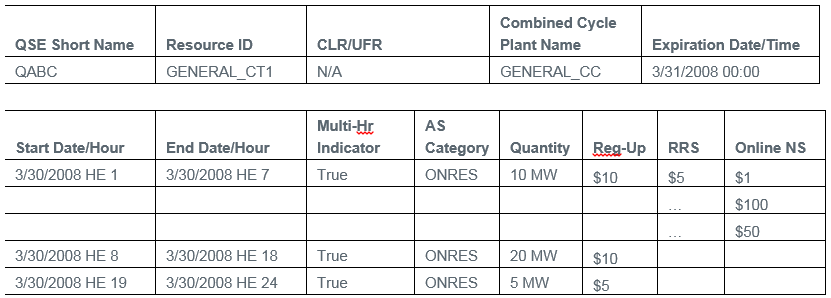 QSE Short Name Resource ID CLR/UFR Combined Cycle Plant Name Expiration Date/Time
QABC GENERAL_CT1 N/A GENERAL_CC 3/31/2008 00:00
Start Date/Hour End Date/Hour Multi-Hr Indicator AS Category Quantity Reg-Up RRS Online NS
3/30/2008 HE 1 3/30/2008 HE 7 True ONRES 10 MW $10 $5 $1
... $100
... $50
3/30/2008 HE 8 3/30/2008 HE 18 True ONRES 20 MW $10
3/30/2008 HE 19 3/30/2008 HE 24 True ONRES 5 MW $5